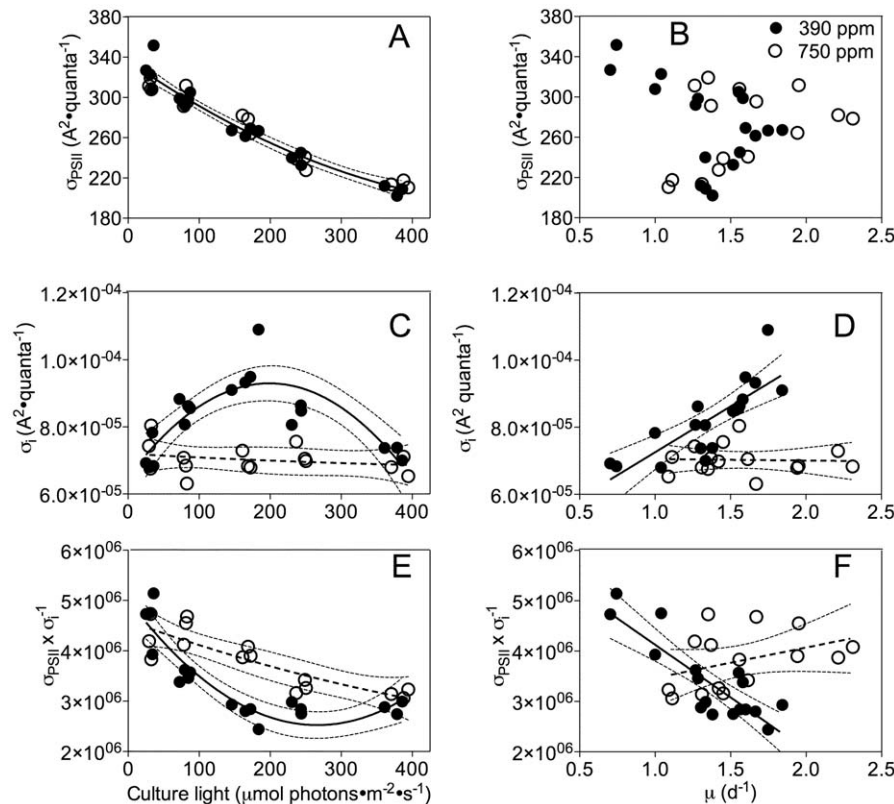 A
B
● 390 ppm
○ 750 ppm
360
320
300
260
220
180
σPSII (A²•quanta⁻¹)
0 100 200 300 400
340
300
260
220
180
σPSII (A²•quanta⁻¹)
0.5 1.0 1.5 2.0 2.5
C
1.2×10⁻⁰⁴
1.0×10⁻⁰⁴
8.0×10⁻⁰⁵
6.0×10⁻⁰⁵
σi (A²•quanta⁻¹)
0 100 200 300 400
D
1.2×10⁻⁰⁴
1.0×10⁻⁰⁴
8.0×10⁻⁰⁵
6.0×10⁻⁰⁵
σi (A² quanta⁻¹)
0.5 1.0 1.5 2.0 2.5
E
6×10⁰⁶
5×10⁰⁶
4×10⁰⁶
3×10⁰⁶
2×10⁰⁶
σPSII x σi⁻¹
0 100 200 300 400
Culture light (μmol photons•m⁻²•s⁻¹)
F
6×10⁰⁶
5×10⁰⁶
4×10⁰⁶
3×10⁰⁶
2×10⁰⁶
σPSII x σi⁻¹
0.5 1.0 1.5 2.0 2.5
μ (d⁻¹)